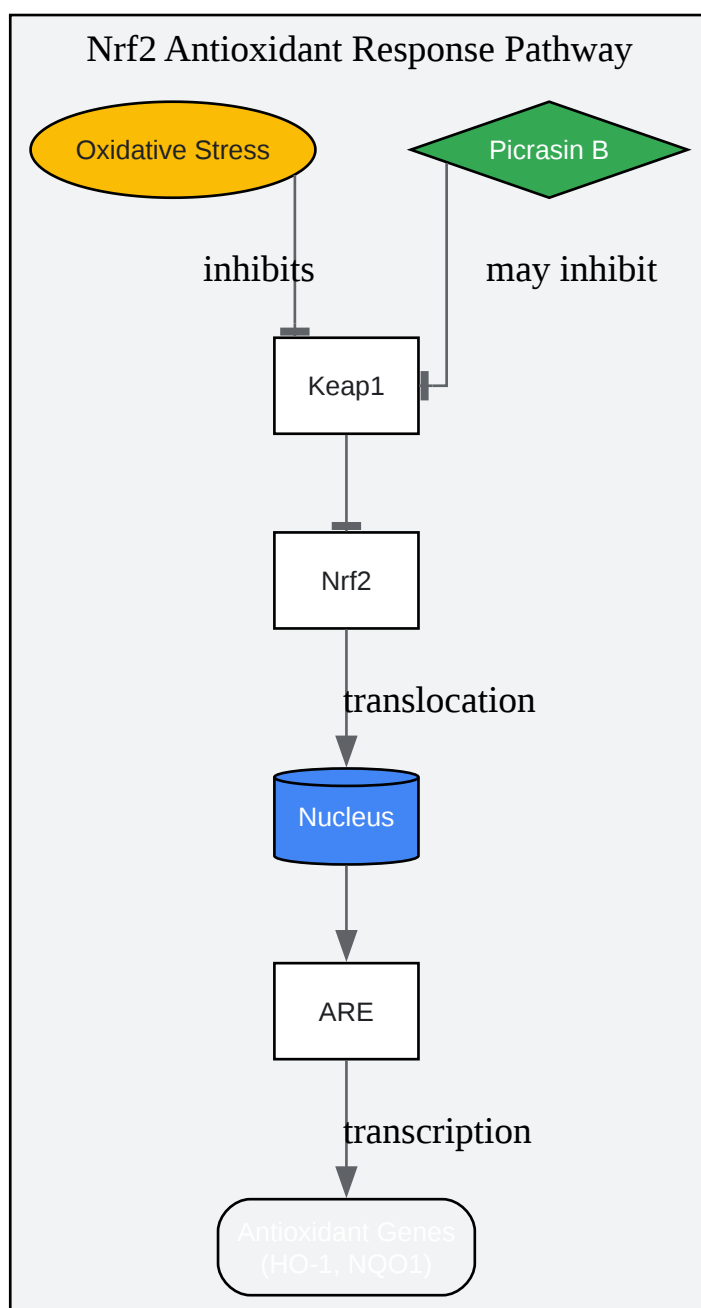 Nrf2 Antioxidant Response Pathway
Oxidative Stress
Picrasin B
inhibits
may inhibit
Keap1
Nrf2
translocation
Nucleus
ARE
transcription
Antioxidant Genes
(HO-1, NQO1)